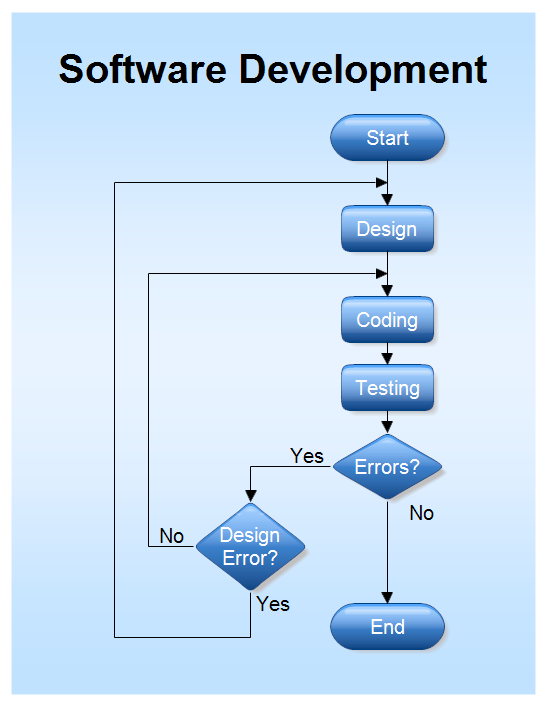 Software Development
Start
Design
Coding
Testing
Errors?
Yes
No
Design
Error?
No
Yes
End